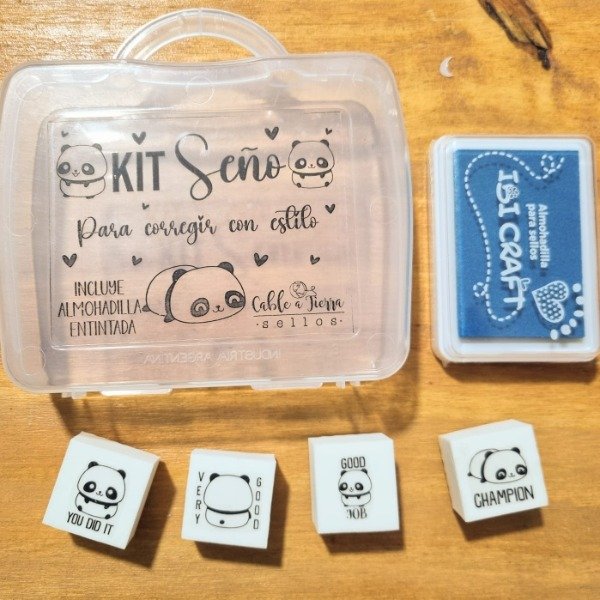 KIT Seño
Para corregir con estilo
INCLUYE
ALMOHADILLA
ENTINTADA
Cable a Tierra
sellos
INDUSTRIA ARGENTINA
Almohadilla
para sellos
IBI CRAFT
YOU DID IT
VERY GOOD
GOOD
JOB
CHAMPION